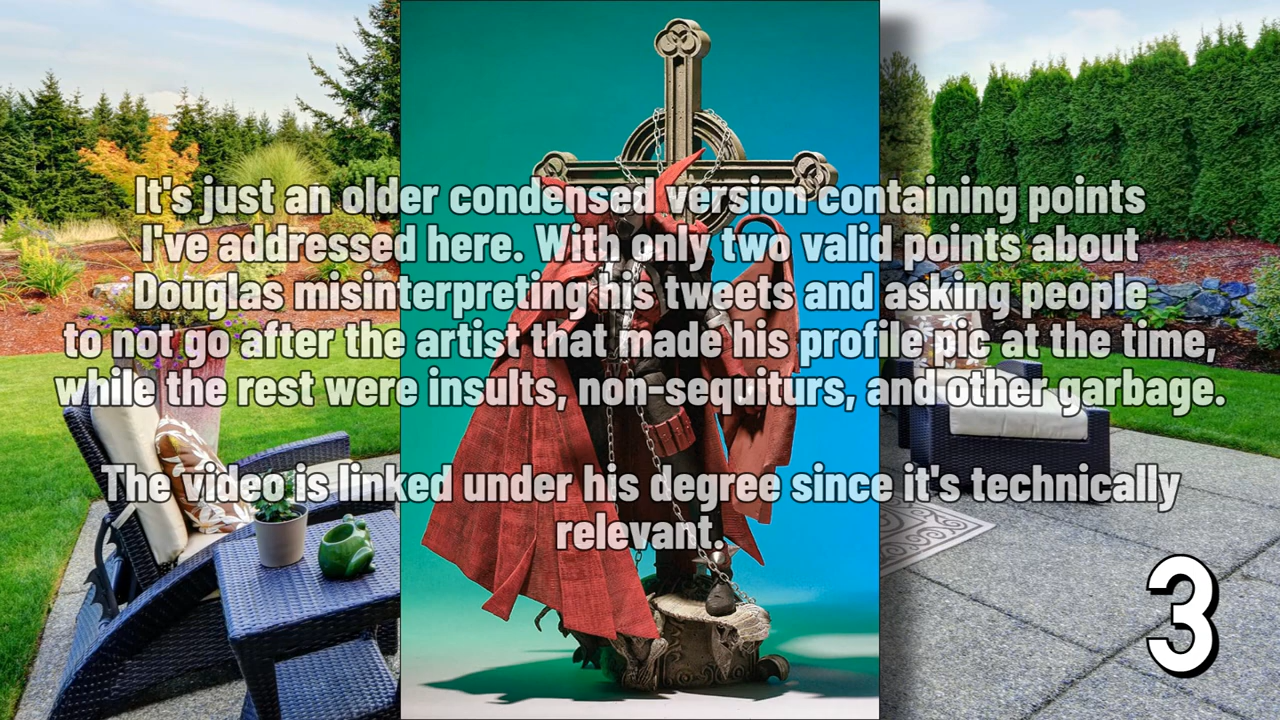 It's just an older condensed version containing points
I've addressed here. With only two valid points about
Douglas misinterpreting his tweets and asking people
to not go after the artist that made his profile pic at the time,
while the rest were insults, non-sequiturs, and other garbage.
The video is linked under his degree since it's technically
relevant.
3